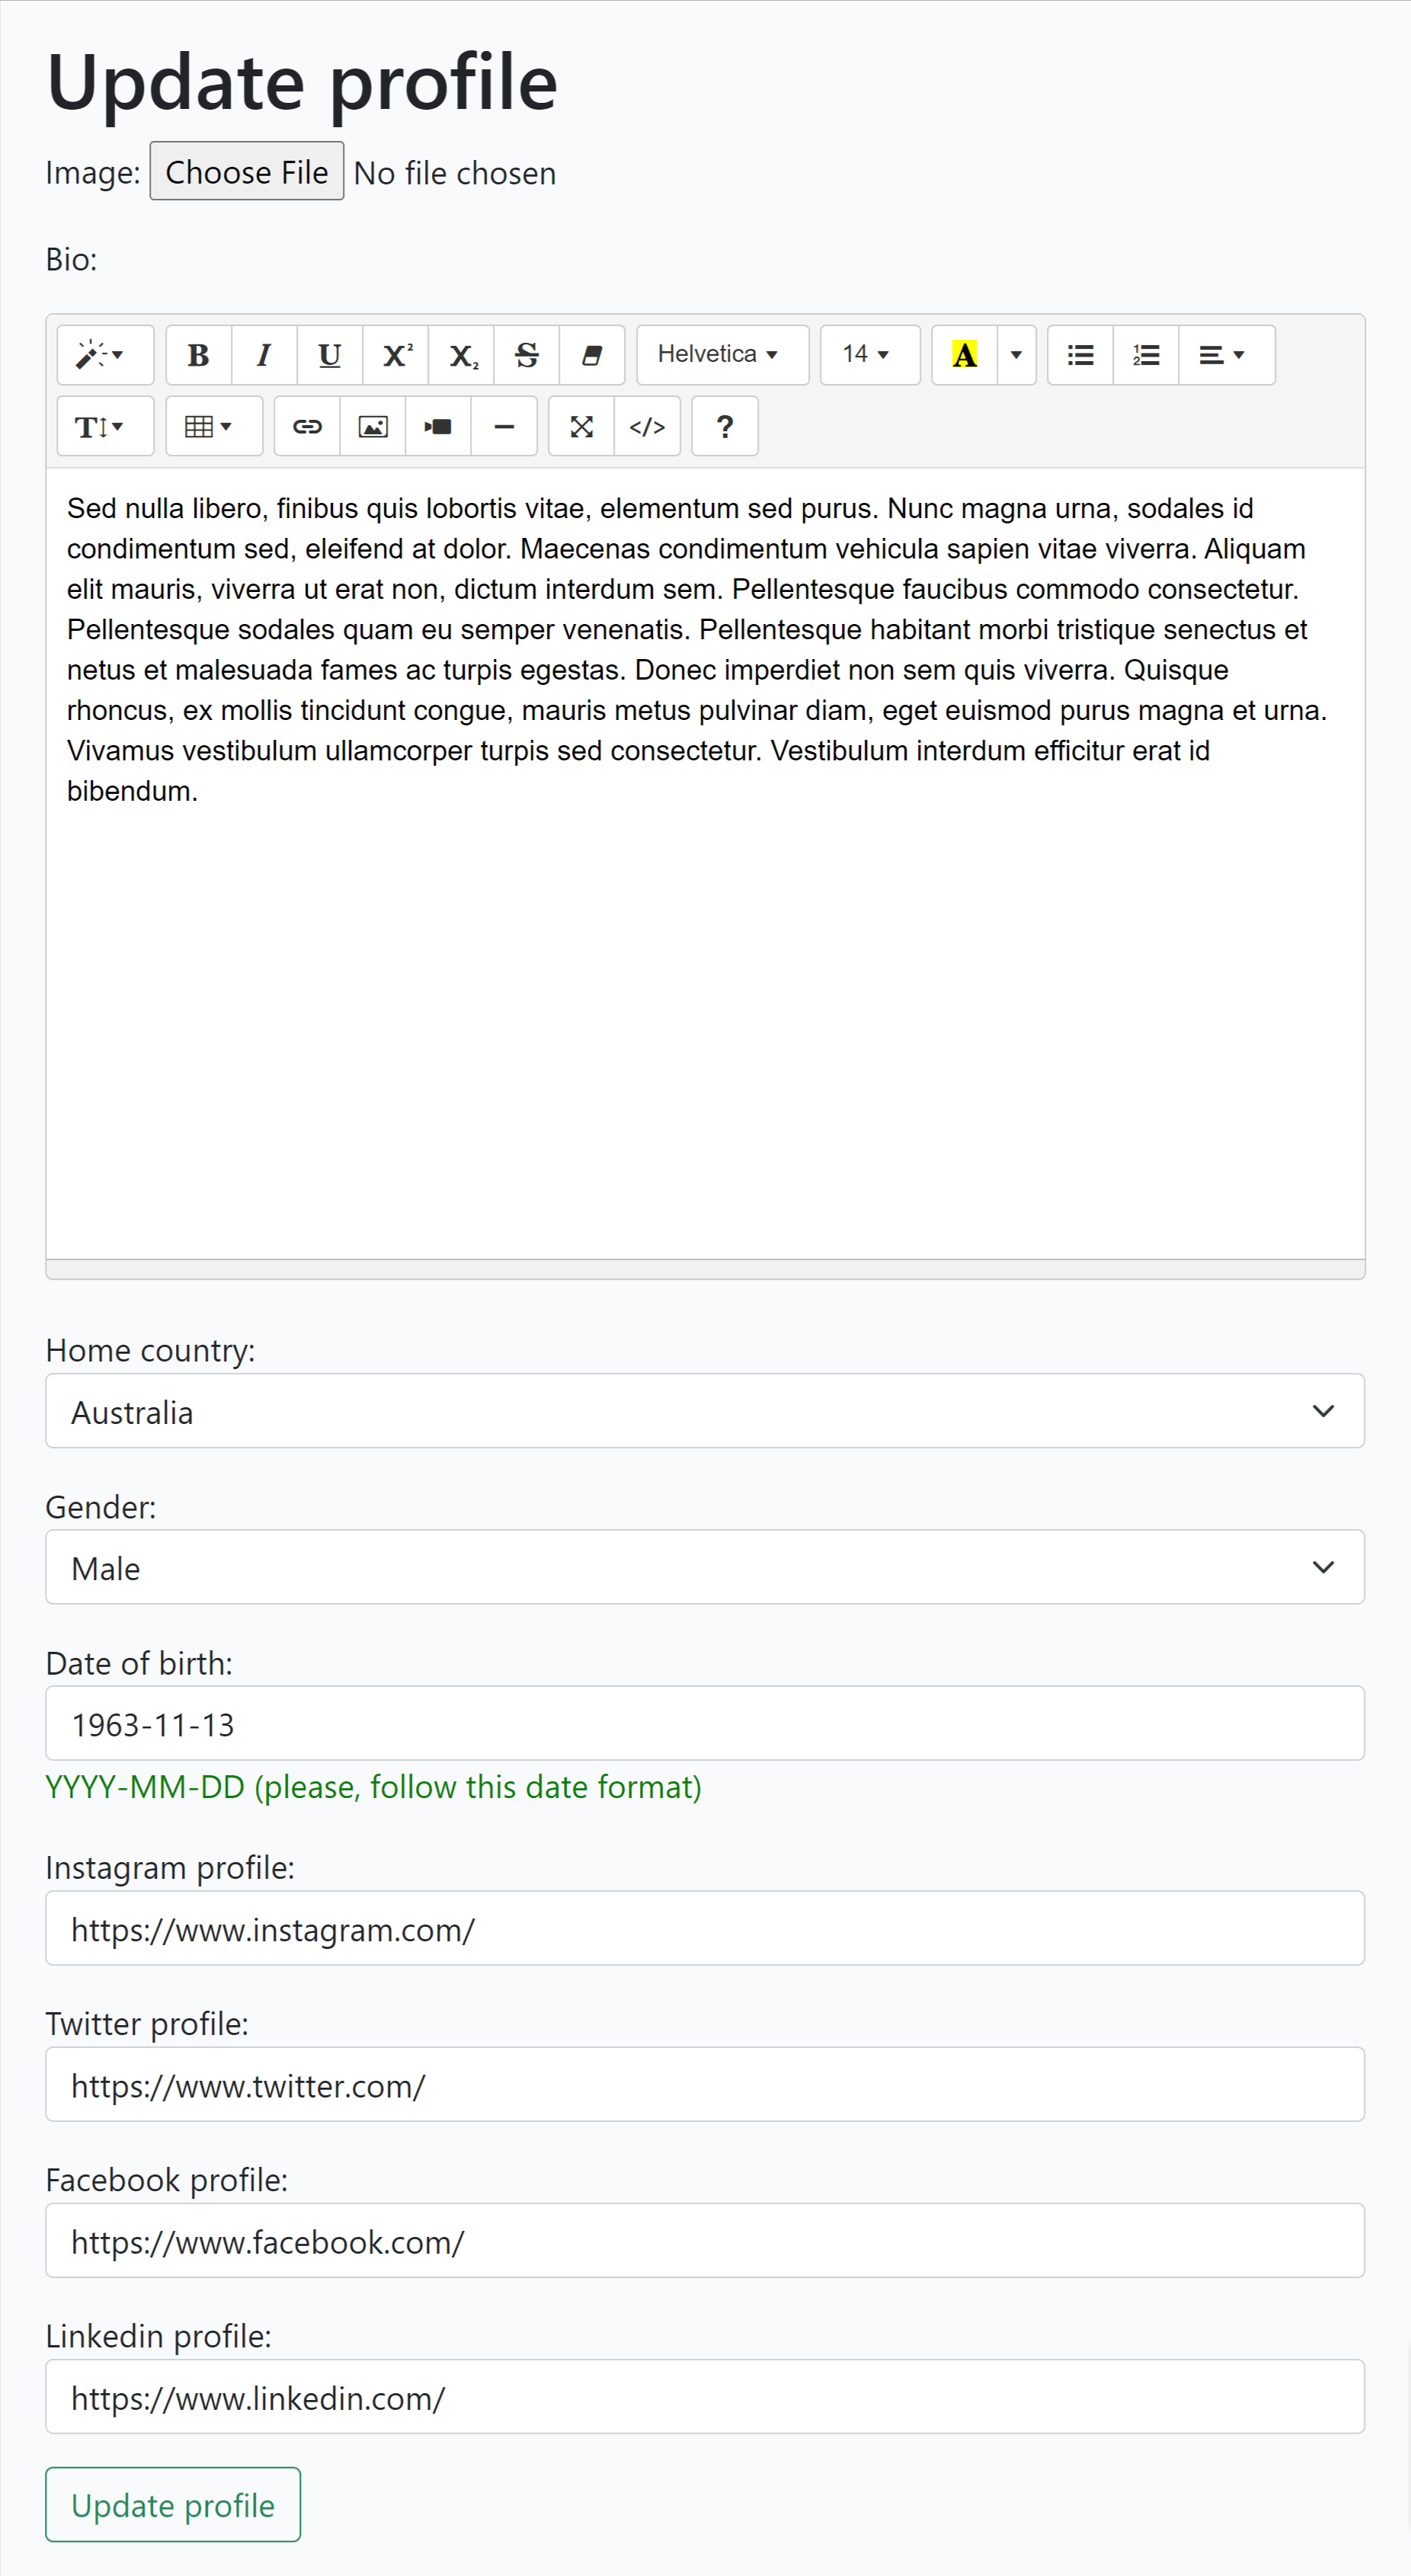 Update profile
Image: Choose File No file chosen
Bio:
B I U X² X₂ S Helvetica 14 A
T </> ?
Sed nulla libero, finibus quis lobortis vitae, elementum sed purus. Nunc magna urna, sodales id
condimentum sed, eleifend at dolor. Maecenas condimentum vehicula sapien vitae viverra. Aliquam
elit mauris, viverra ut erat non, dictum interdum sem. Pellentesque faucibus commodo consectetur.
Pellentesque sodales quam eu semper venenatis. Pellentesque habitant morbi tristique senectus et
netus et malesuada fames ac turpis egestas. Donec imperdiet non sem quis viverra. Quisque
rhoncus, ex mollis tincidunt congue, mauris metus pulvinar diam, eget euismod purus magna et urna.
Vivamus vestibulum ullamcorper turpis sed consectetur. Vestibulum interdum efficitur erat id
bibendum.
Home country:
Australia
Gender:
Male
Date of birth:
1963-11-13
YYYY-MM-DD (please, follow this date format)
Instagram profile:
https://www.instagram.com/
Twitter profile:
https://www.twitter.com/
Facebook profile:
https://www.facebook.com/
Linkedin profile:
https://www.linkedin.com/
Update profile